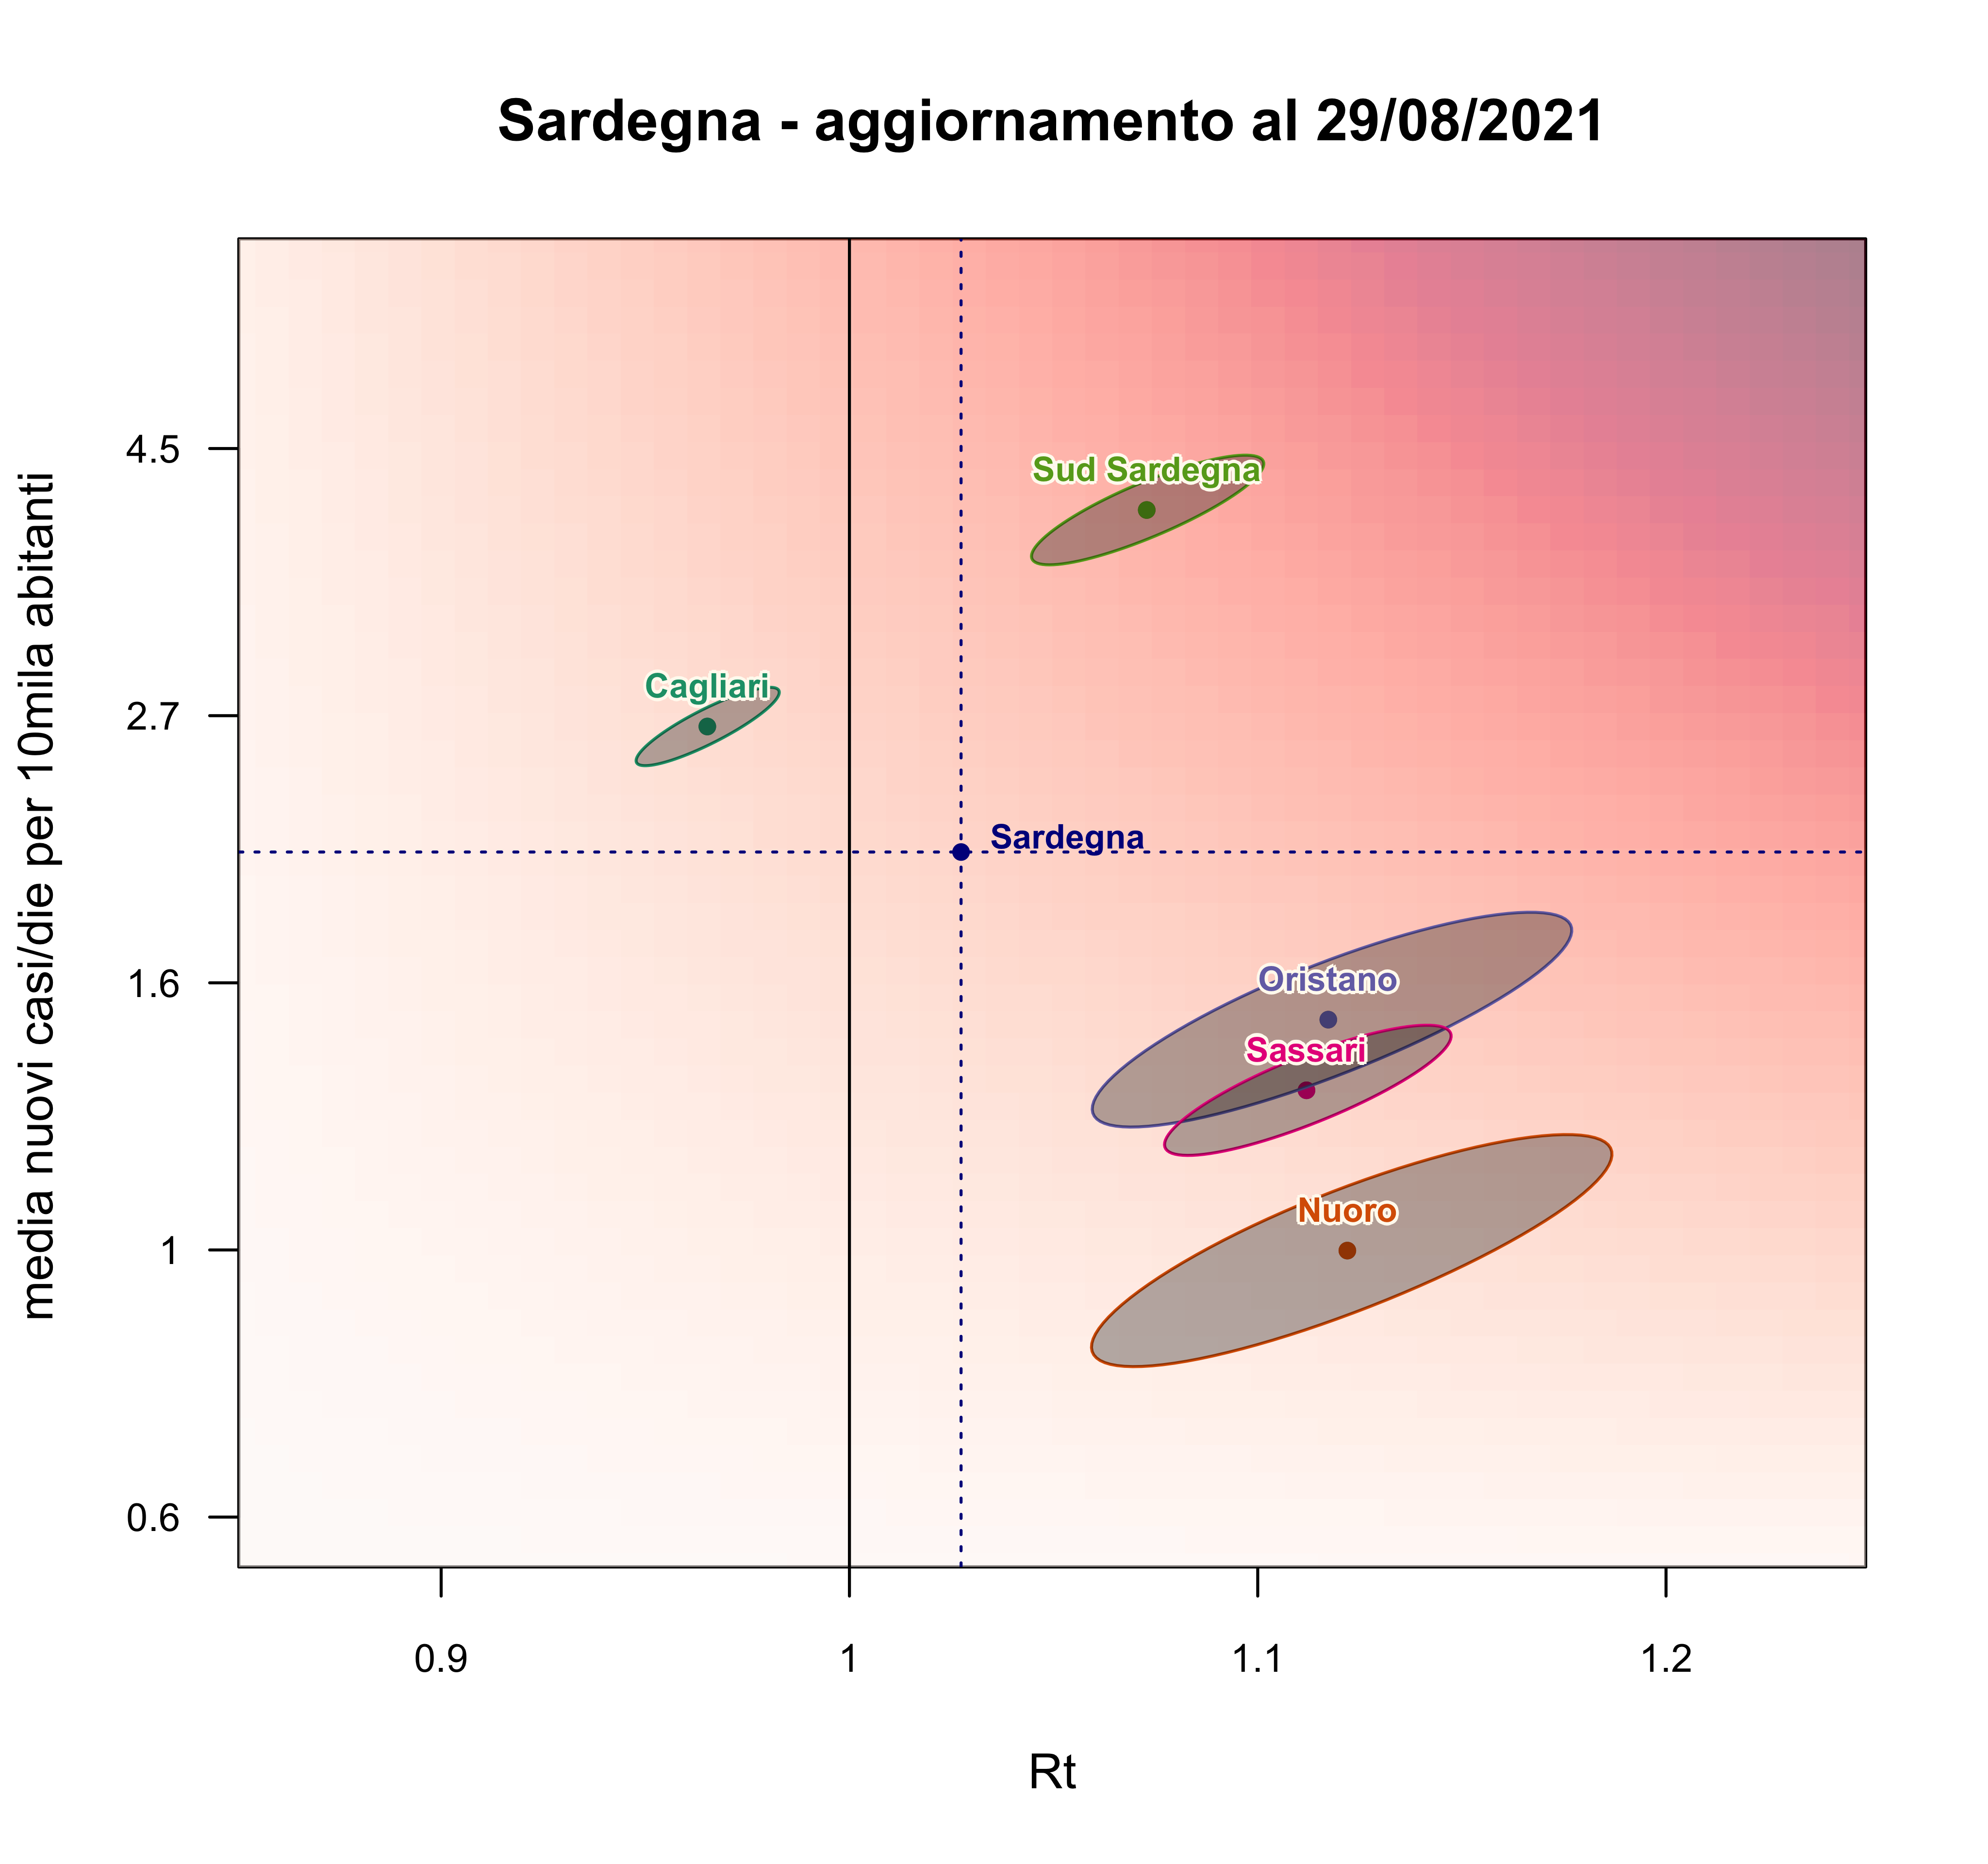 Sardegna - aggiornamento al 29/08/2021
media nuovi casi/die per 10mila abitanti
4.5
2.7
1.6
1
0.6
Sud Sardegna
Cagliari
Sardegna
Oristano
Sassari
Nuoro
0.9
1
1.1
1.2
Rt